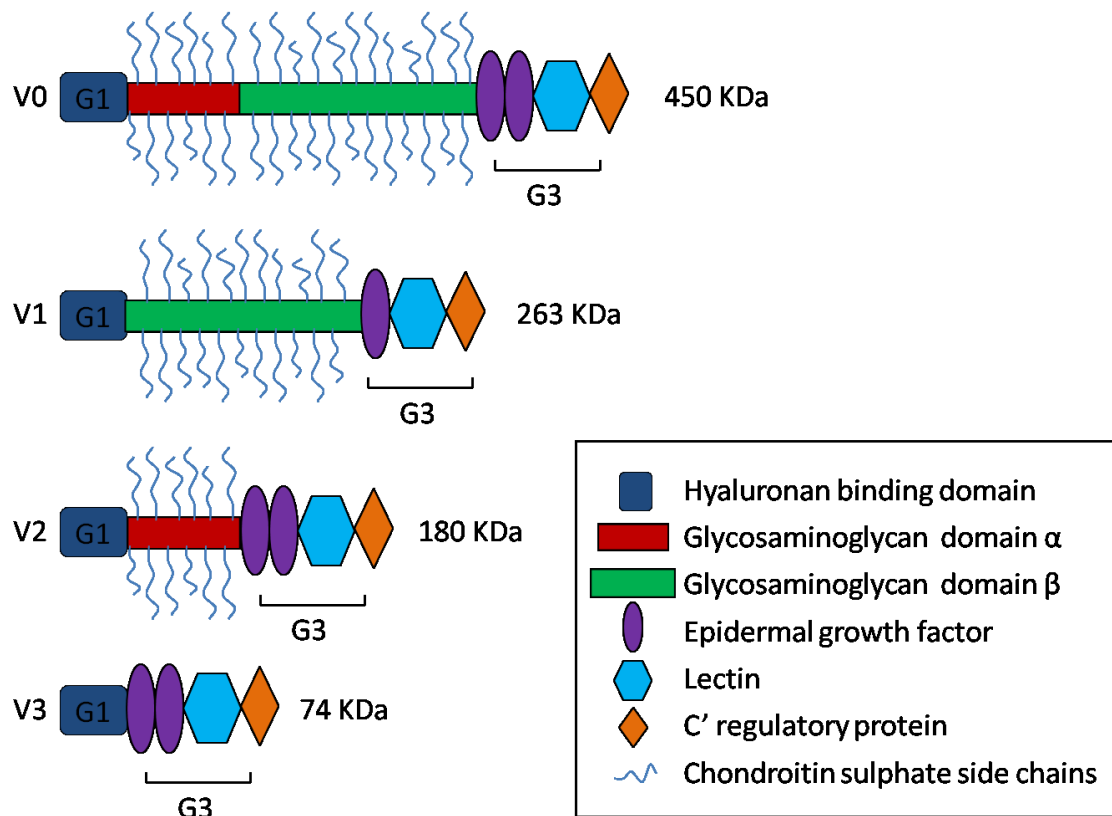 V0 G1 450 KDa
G3
V1 G1 263 KDa
G3
V2 G1 180 KDa
G3
V3 G1 74 KDa
G3
Hyaluronan binding domain
Glycosaminoglycan domain α
Glycosaminoglycan domain β
Epidermal growth factor
Lectin
C’ regulatory protein
Chondroitin sulphate side chains